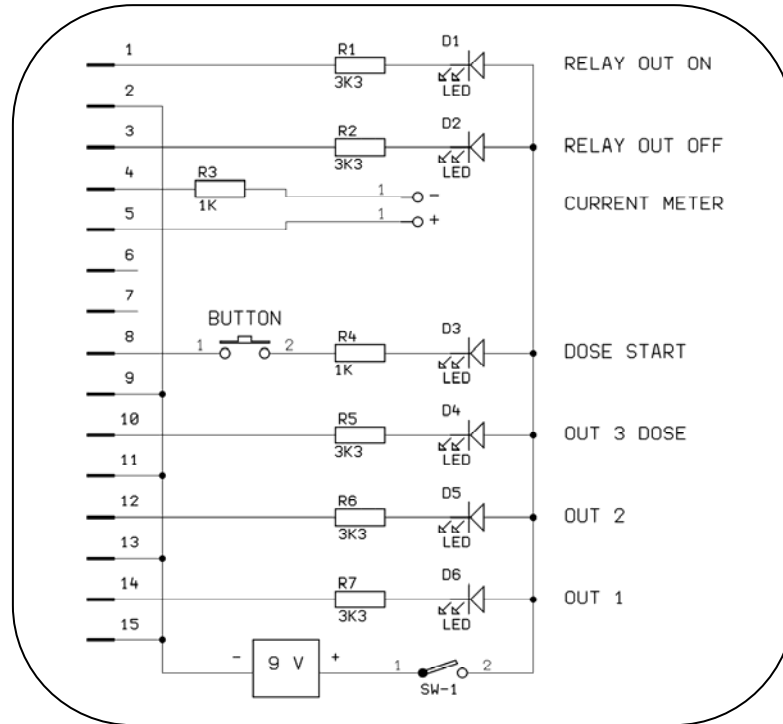 1 R1 D1 RELAY OUT ON
3K3 LED
2
3 R2 D2 RELAY OUT OFF
3K3 LED
4 R3 1 -
1K
CURRENT METER
5 1 +
6
7
BUTTON
8 1 2 R4 D3 DOSE START
1K LED
9
10 R5 D4 OUT 3 DOSE
3K3 LED
11
12 R6 D5 OUT 2
3K3 LED
13
14 R7 D6 OUT 1
3K3 LED
15
- 9 V + 1 2
SW-1